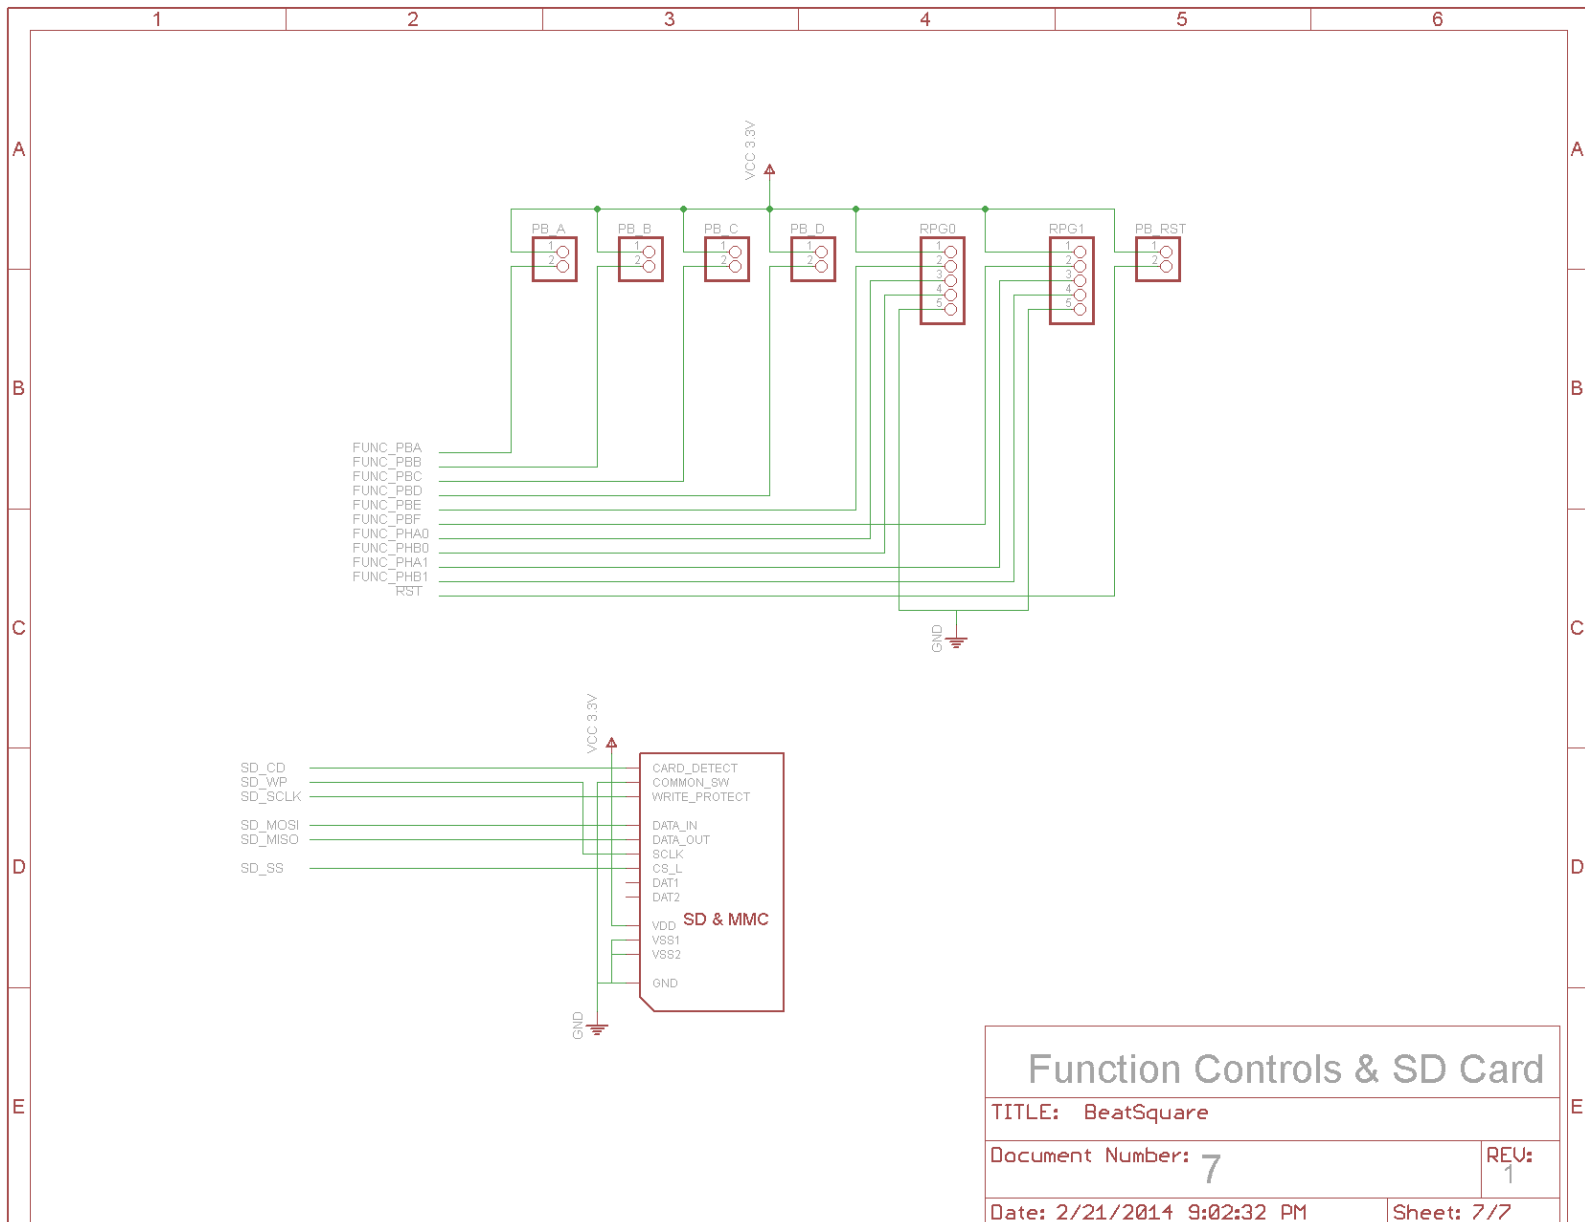 1 2 3 4 5 6
A A
VCC 3.3V
PB_A PB_B PB_C PB_D RPG0 RPG1 PB_RST
1 1 1 1 1 1 1
2 2 2 2 2 2 2
3 3
4 4
5 5
B B
FUNC_PBA
FUNC_PBB
FUNC_PBC
FUNC_PBD
FUNC_PBE
FUNC_PBF
FUNC_PHA0
FUNC_PHB0
FUNC_PHA1
FUNC_PHB1
RST
C C
GND
VCC 3.3V
SD_CD CARD_DETECT
SD_WP COMMON_SW
SD_SCLK WRITE_PROTECT
SD_MOSI DATA_IN
SD_MISO DATA_OUT
SCLK
D SD_SS CS_L D
DAT1
DAT2
SD & MMC
VDD
VSS1
VSS2
GND
GND
Function Controls & SD Card
E TITLE: BeatSquare E
Document Number: 7 REV: 1
Date: 2/21/2014 9:02:32 PM Sheet: 7/7